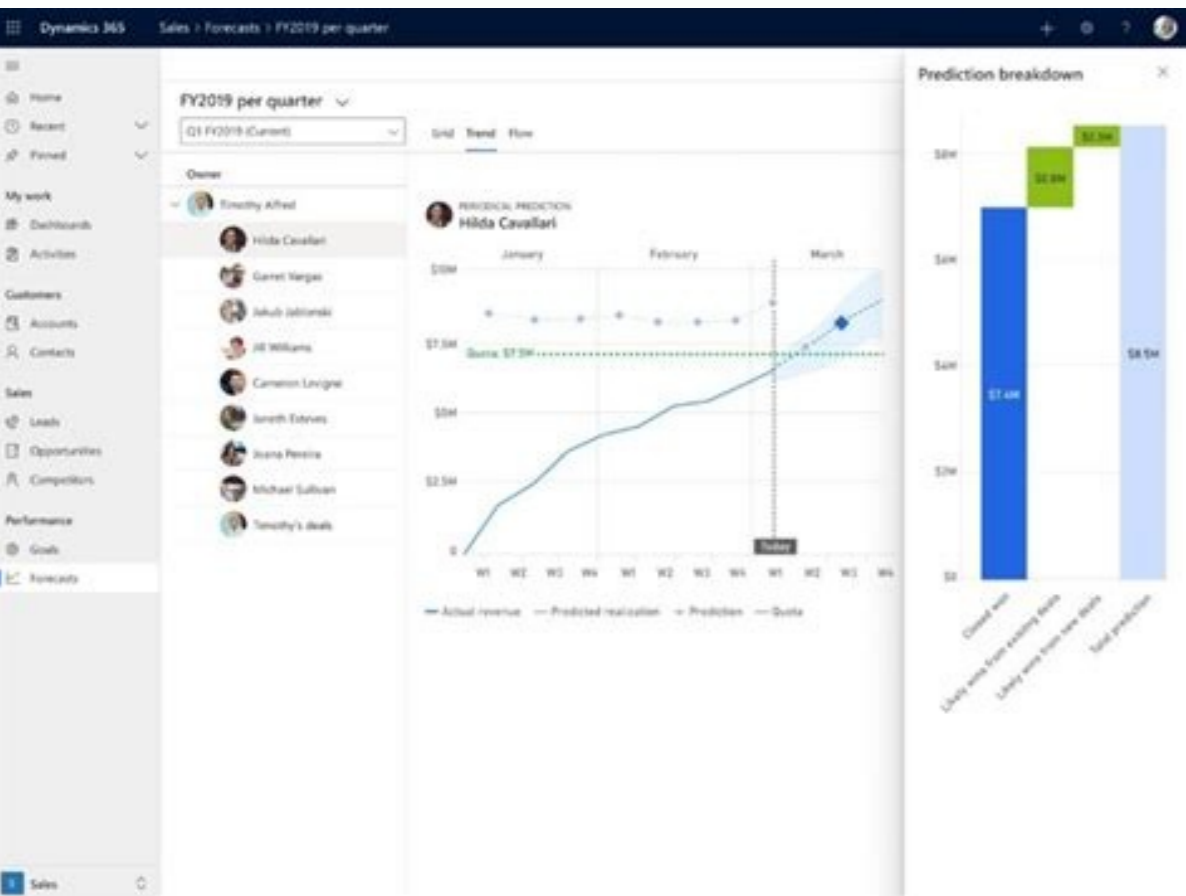 Dynamics 365
Sales > Forecasts > FY2019 per quarter
Home
Recent
Pinned
My work
Dashboards
Activities
Customers
Accounts
Contacts
Sales
Leads
Opportunities
Competitors
Performance
Goals
Forecasts
Sales
FY2019 per quarter
FY2019 (Current)
Owner
Timothy Alfred
Hilda Cavallari
Garret Vargas
Jakub Jablonski
Jill Williams
Cameron
Esteves
Joana Pereira
Michael Sullivan
Timothy's deals
Grid Trend Flow
PERIODICAL PREDICTION
Hilda Cavallari
January February March
$10M
$7.5M
Quota: $7.5M
$5M
$2.5M
0
Today
W1 W2 W3 W4 W1 W2 W3 W4 W1 W2 W3 W4
Actual revenue Predicted realization Prediction Quota
Prediction breakdown
$8M
$6M
$4M
$2M
$0
$7.4M
$8.5M
Closed won
Likely wins from existing deals
Likely wins from new deals
Total prediction